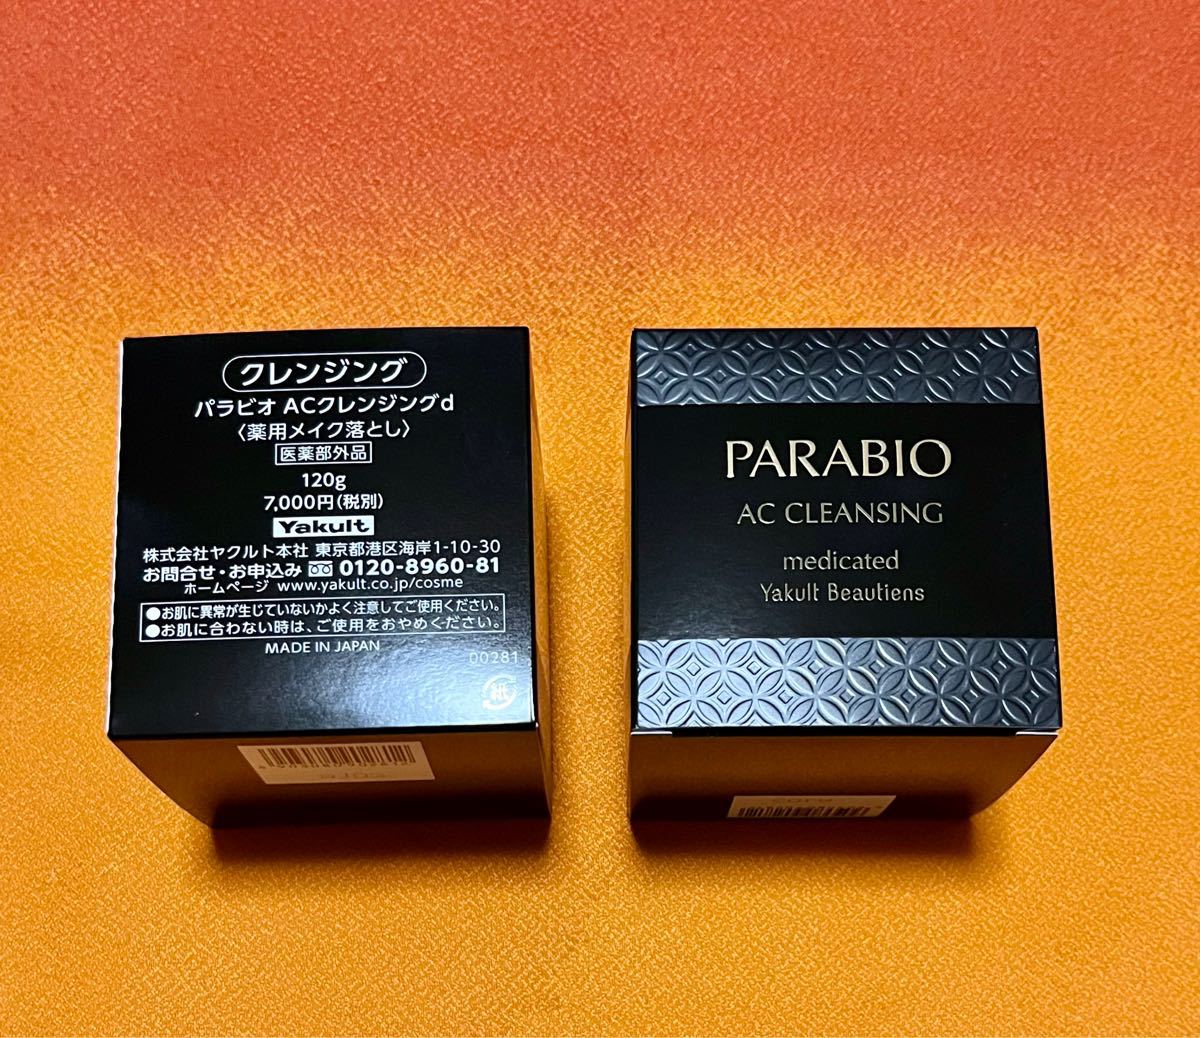 クレンジング
パラビオ ACクレンジングd
〈薬用メイク落とし〉
医薬部外品
120g
7,000円(税別)
Yakult
株式会社ヤクルト本社 東京都港区海岸1-10-30
お問合せ・お申込み 0120-8960-81
ホームページ www.yakult.co.jp/cosme
●お肌に異常が生じていないかよく注意してご使用ください。
●お肌に合わない時は、ご使用をおやめください。
MADE IN JAPAN
00281
紙
PARABIO
AC CLEANSING
medicated
Yakult Beautiens